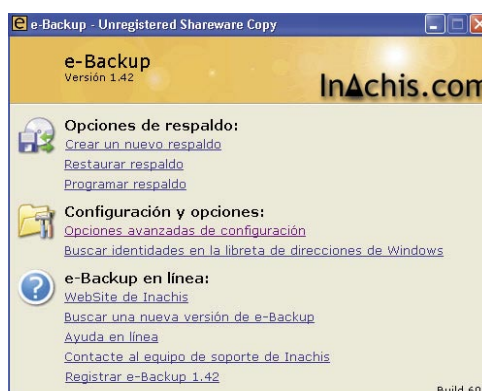 e-Backup - Unregistered Shareware Copy
e-Backup
Versión 1.42
InAchis.com
Opciones de respaldo:
Crear un nuevo respaldo
Restaurar respaldo
Programar respaldo
Configuración y opciones:
Opciones avanzadas de configuración
Buscar identidades en la libreta de direcciones de Windows
e-Backup en línea:
WebSite de Inachis
Buscar una nueva versión de e-Backup
Ayuda en línea
Contacte al equipo de soporte de Inachis
Registrar e-Backup 1.42
Build